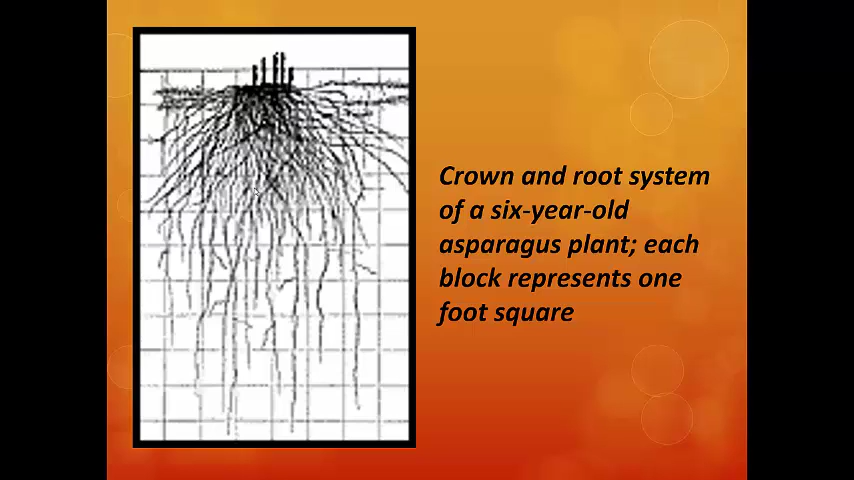 Crown and root system
of a six-year-old
asparagus plant; each
block represents one
foot square